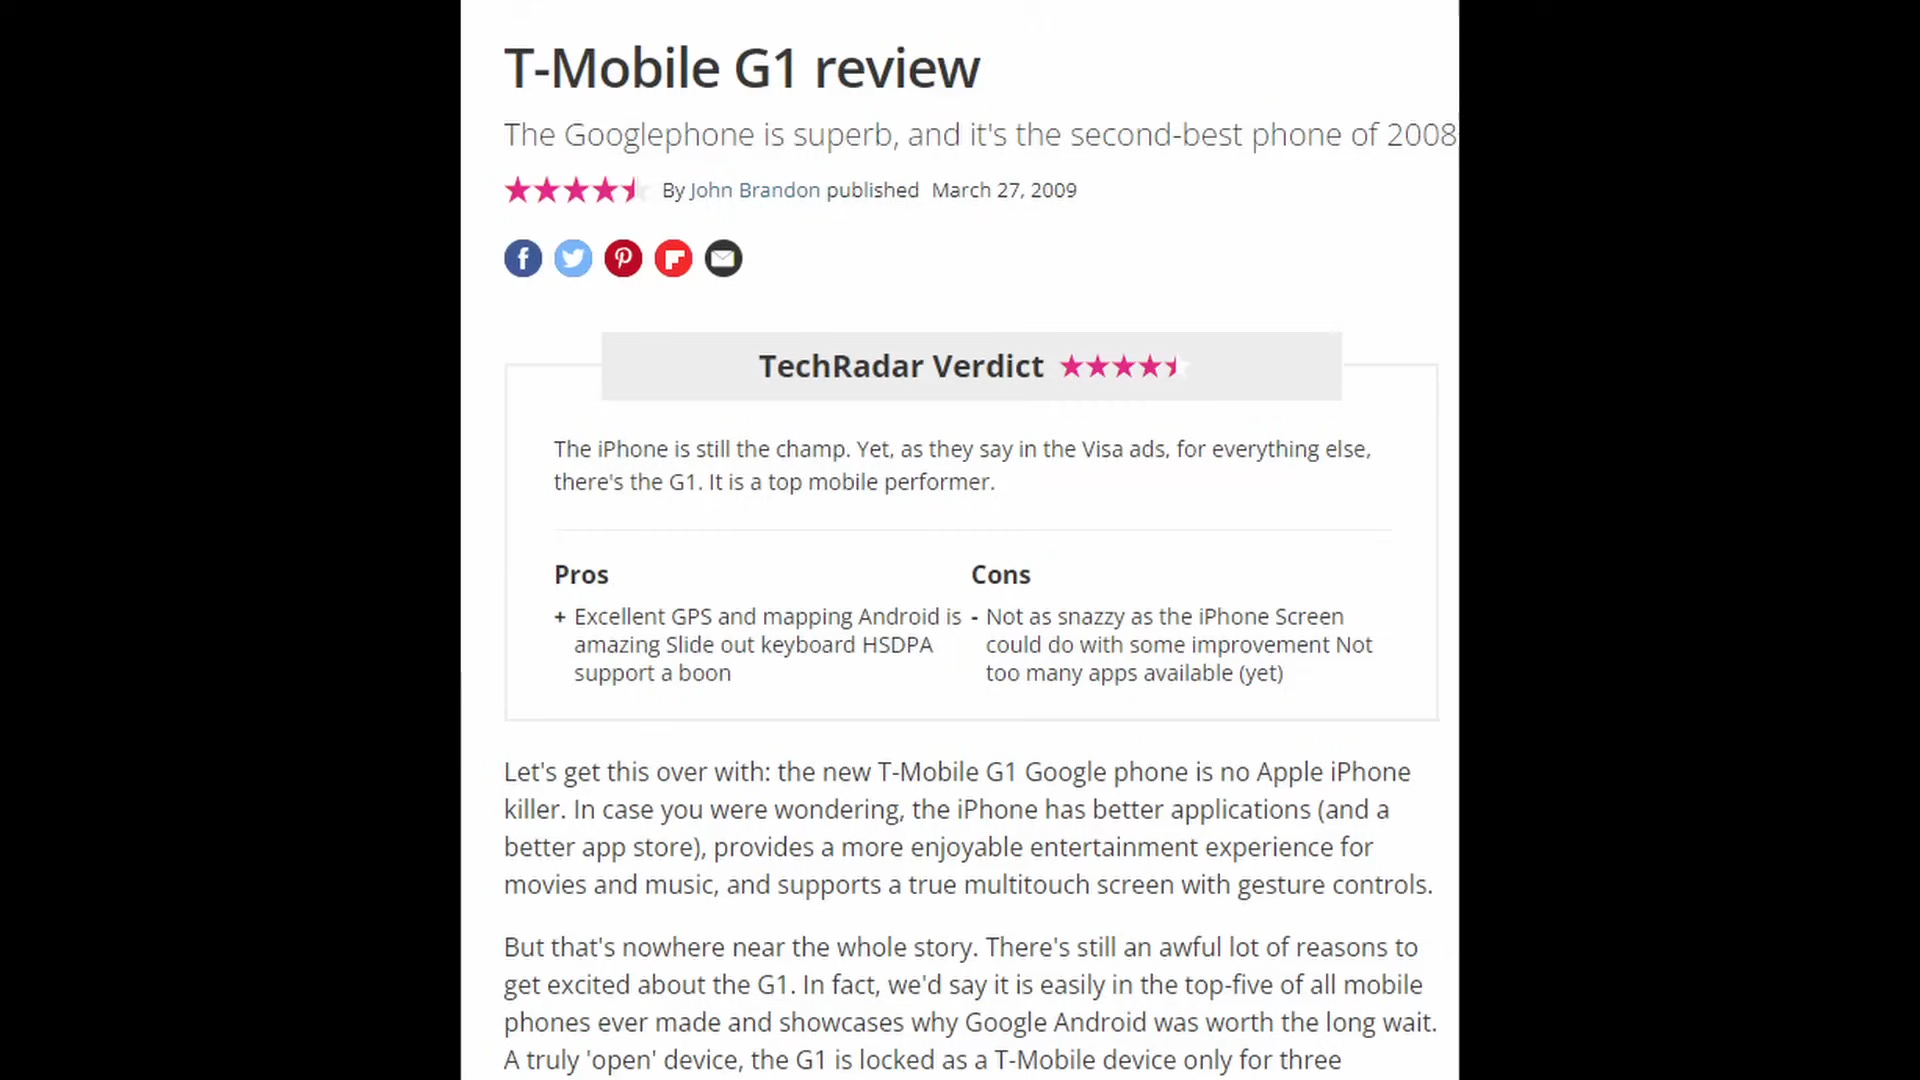 T-Mobile G1 review
The Googlephone is superb, and it's the second-best phone of 2008
By John Brandon published March 27, 2009
TechRadar Verdict
The iPhone is still the champ. Yet, as they say in the Visa ads, for everything else,
there's the G1. It is a top mobile performer.
Pros
+ Excellent GPS and mapping Android is
amazing Slide out keyboard HSDPA
support a boon
Cons
- Not as snazzy as the iPhone Screen
could do with some improvement Not
too many apps available (yet)
Let's get this over with: the new T-Mobile G1 Google phone is no Apple iPhone
killer. In case you were wondering, the iPhone has better applications (and a
better app store), provides a more enjoyable entertainment experience for
movies and music, and supports a true multitouch screen with gesture controls.
But that's nowhere near the whole story. There's still an awful lot of reasons to
get excited about the G1. In fact, we'd say it is easily in the top-five of all mobile
phones ever made and showcases why Google Android was worth the long wait.
A truly 'open' device, the G1 is locked as a T-Mobile device only for three